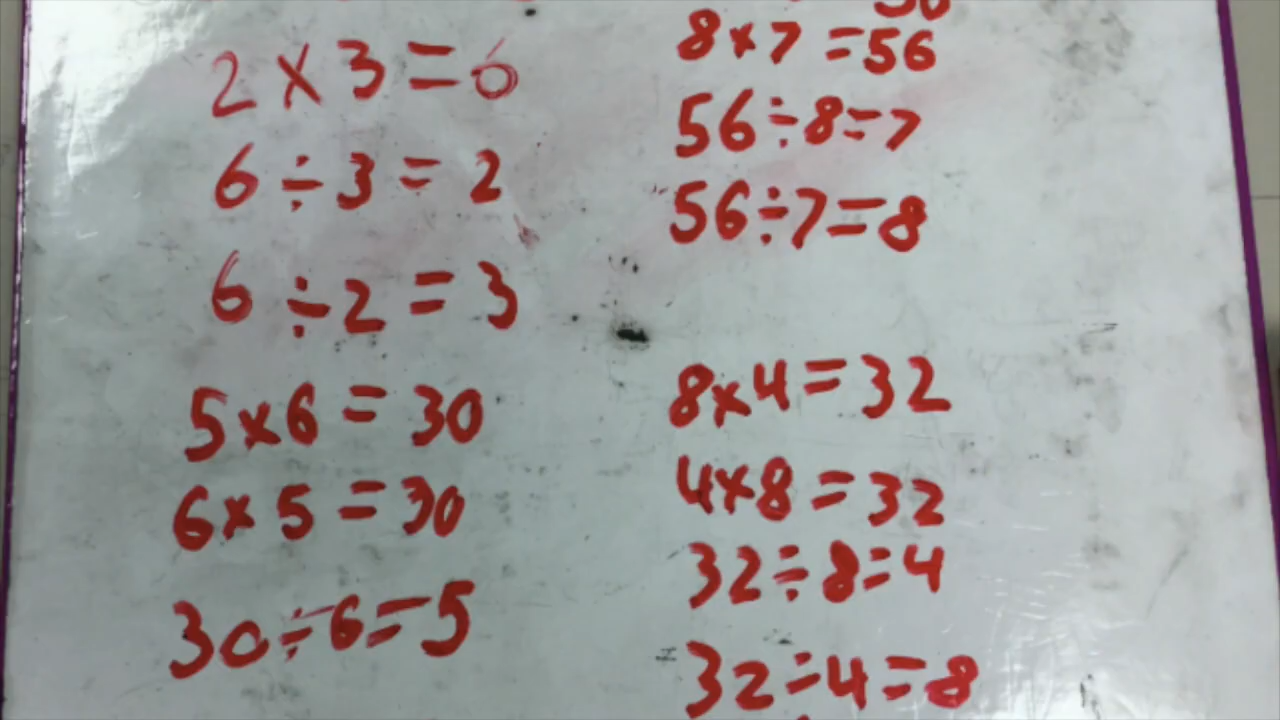 2 × 3 = 6
6 ÷ 3 = 2
6 ÷ 2 = 3
5 × 6 = 30
6 × 5 = 30
30 ÷ 6 = 5
8 × 7 = 56
56 ÷ 8 = 7
56 ÷ 7 = 8
8 × 4 = 32
4 × 8 = 32
32 ÷ 8 = 4
32 ÷ 4 = 8